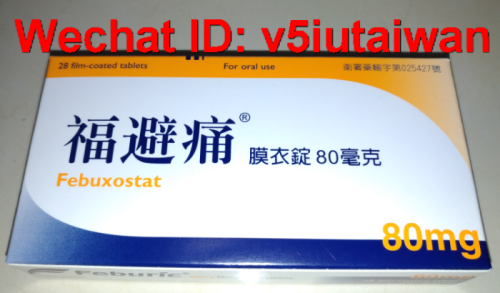 Wechat ID: v5iutaiwan
28 film-coated tablets
For oral use
衛署藥輸字第025427號
福避痛®
膜衣錠 80毫克
Febuxostat
80mg
Feburic